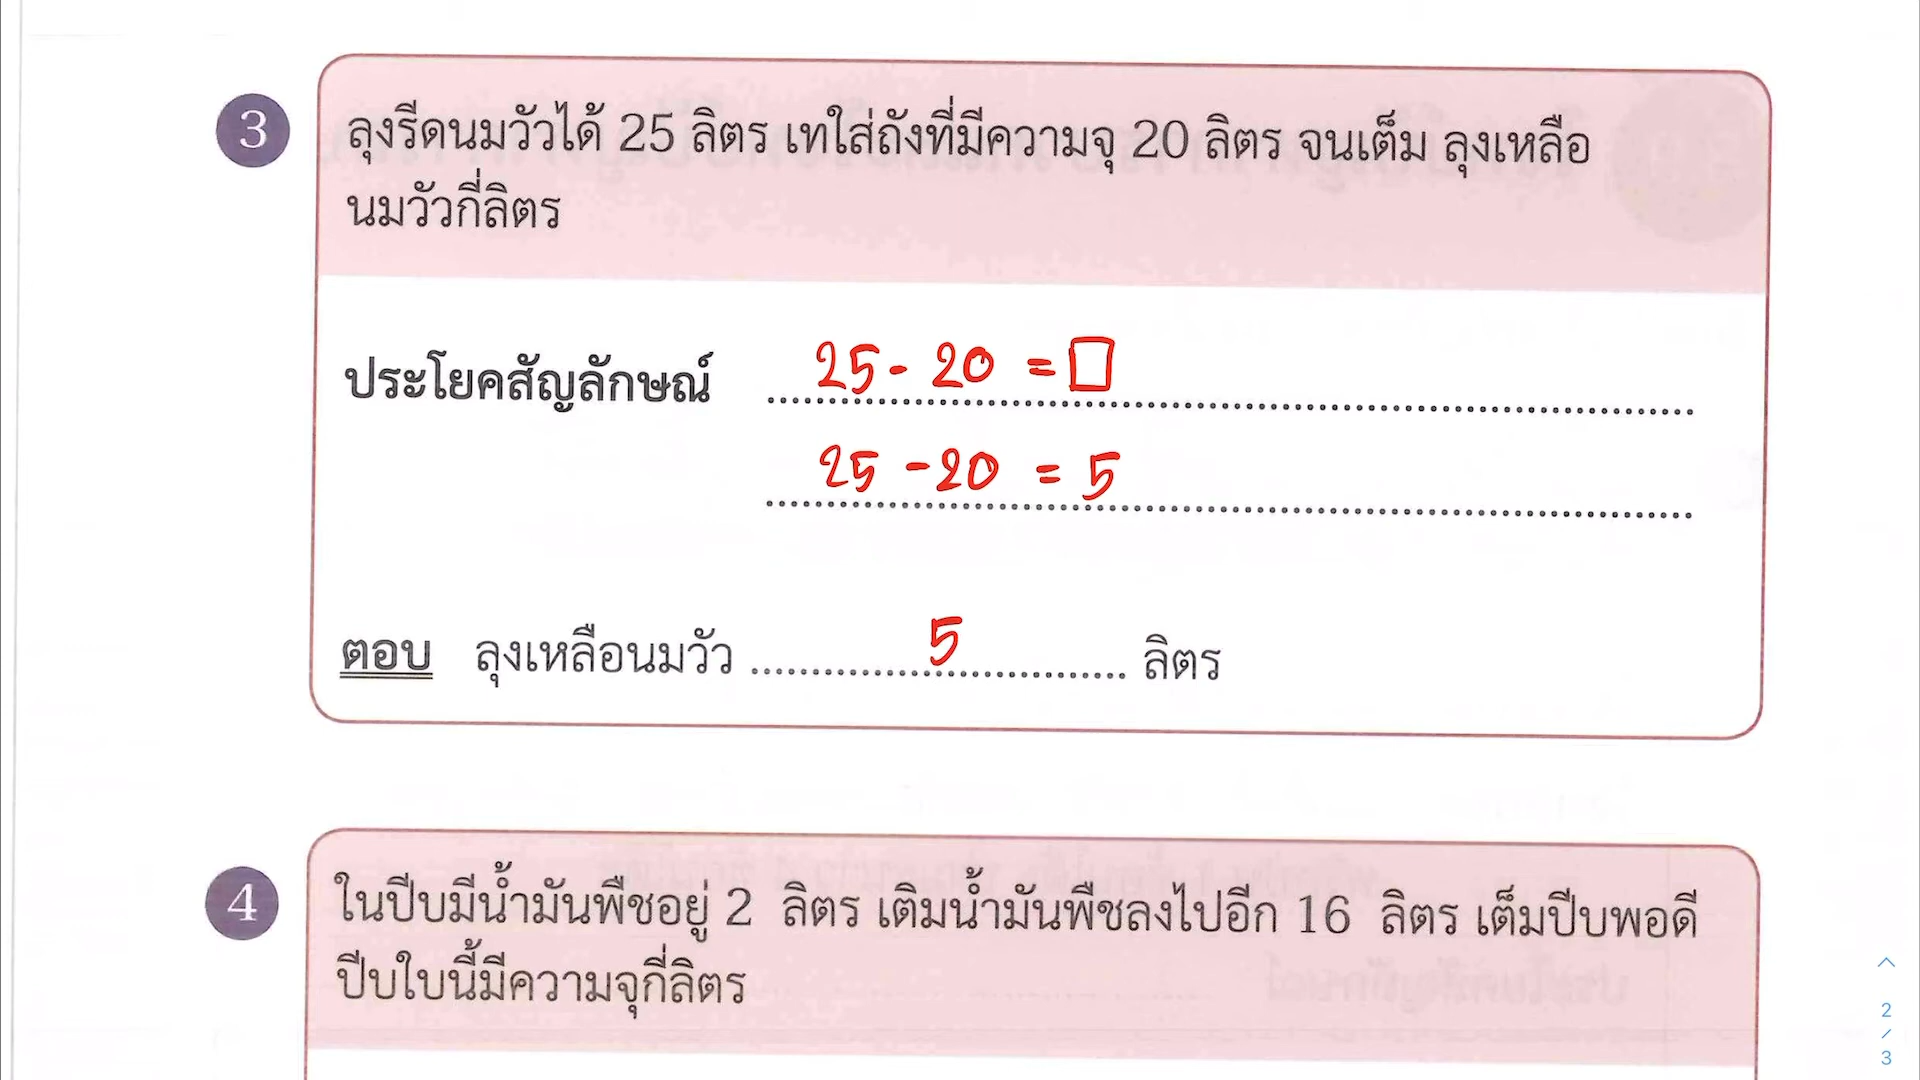 3
ลุงรีดนมวัวได้ 25 ลิตร เทใส่ถังที่มีความจุ 20 ลิตร จนเต็ม ลุงเหลือ
นมวัวกี่ลิตร
ประโยคสัญลักษณ์ 25 - 20 = □
25 - 20 = 5
ตอบ ลุงเหลือนมวัว 5 ลิตร
4
ในปีบมีน้ำมันพืชอยู่ 2 ลิตร เติมน้ำมันพืชลงไปอีก 16 ลิตร เต็มปีบพอดี
ปีบใบนี้มีความจุกี่ลิตร
2
/
3